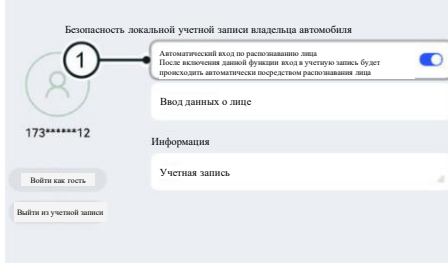 Безопасность локальной учетной записи владельца автомобиля
1
Автоматический вход по распознаванию лица
После включения данной функции вход в учетную запись будет
происходить автоматически посредством распознавания лица
Ввод данных о лице
173******12
Информация
Учетная запись
Войти как гость
Выйти из учетной записи